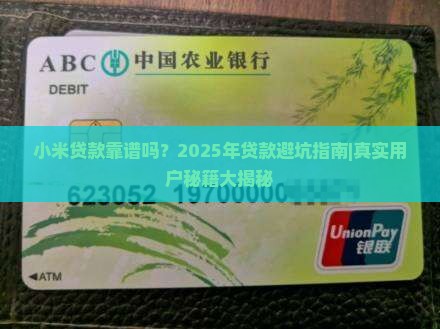 ABC 中国农业银行
DEBIT
小米贷款靠谱吗？2025年贷款避坑指南|真实用
户秘籍大揭秘
623052
UnionPay
银联
◄ATM